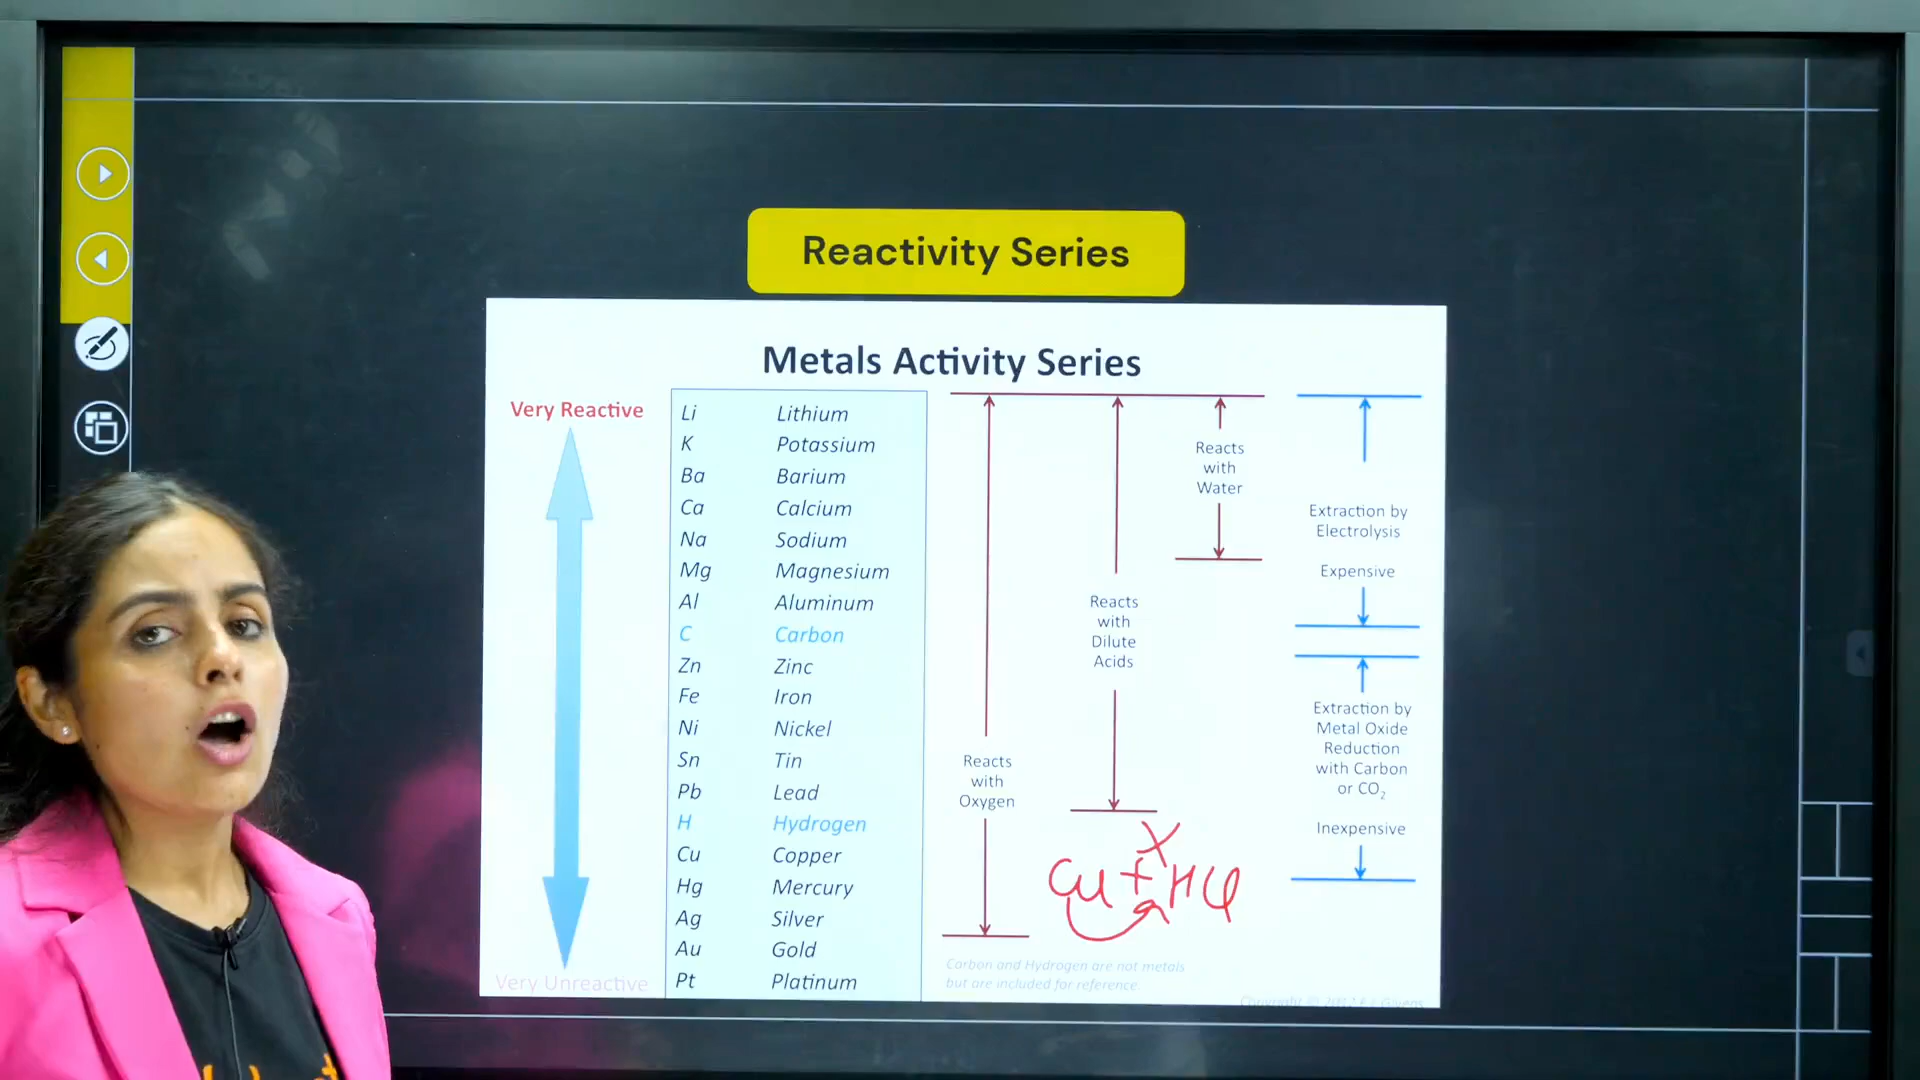 Reactivity Series
Metals Activity Series
Very Reactive
Very Unreactive
Li Lithium
K Potassium
Ba Barium
Ca Calcium
Na Sodium
Mg Magnesium
Al Aluminum
C Carbon
Zn Zinc
Fe Iron
Ni Nickel
Sn Tin
Pb Lead
H Hydrogen
Cu Copper
Hg Mercury
Ag Silver
Au Gold
Pt Platinum
Reacts
with
Oxygen
Reacts
with
Dilute
Acids
Reacts
with
Water
Extraction by
Electrolysis
Expensive
Extraction by
Metal Oxide
Reduction
with Carbon
or CO₂
Inexpensive
X
Cu + HCl
Carbon and Hydrogen are not metals
but are included for reference.
Copyright ©